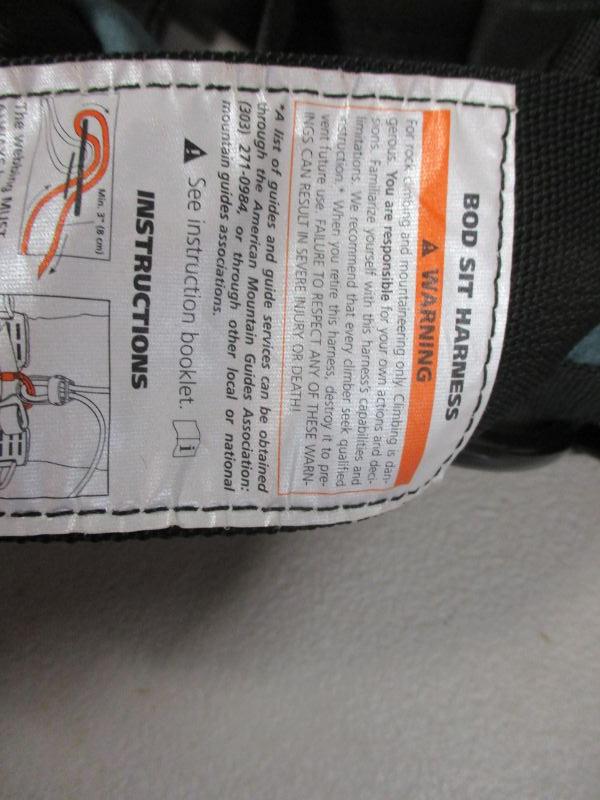 BOD SIT HARNESS
⚠ WARNING
For rock climbing and mountaineering only. Climbing is dan-
gerous. You are responsible for your own actions and deci-
sions. Familiarize yourself with this harness's capabilities and
limitations. We recommend that every climber seek qualified
instruction.* When you retire this harness, destroy it to pre-
vent future use. FAILURE TO RESPECT ANY OF THESE WARN-
INGS CAN RESULT IN SEVERE INJURY OR DEATH!
*A list of guides and guide services can be obtained
through the American Mountain Guides Association:
(303) 271-0984, or through other local or national
mountain guides associations.
⚠ See instruction booklet. i
INSTRUCTIONS
Min. 3" (8 cm)
The webbing MUST